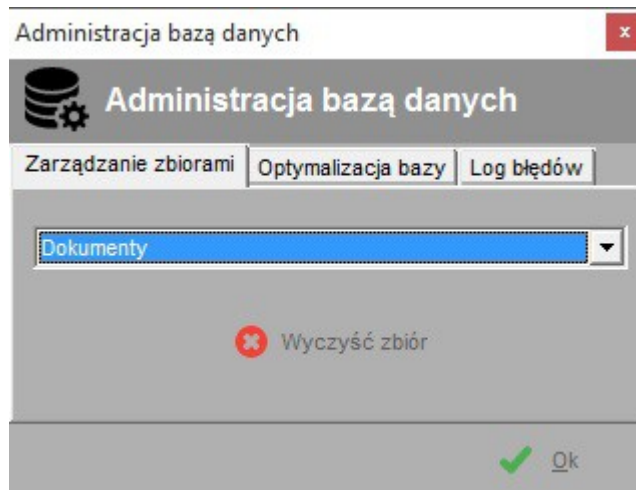 Administracja bazą danych
x
Administracja bazą danych
Zarządzanie zbiorami Optymalizacja bazy Log błędów
Dokumenty
Wyczyść zbiór
Ok